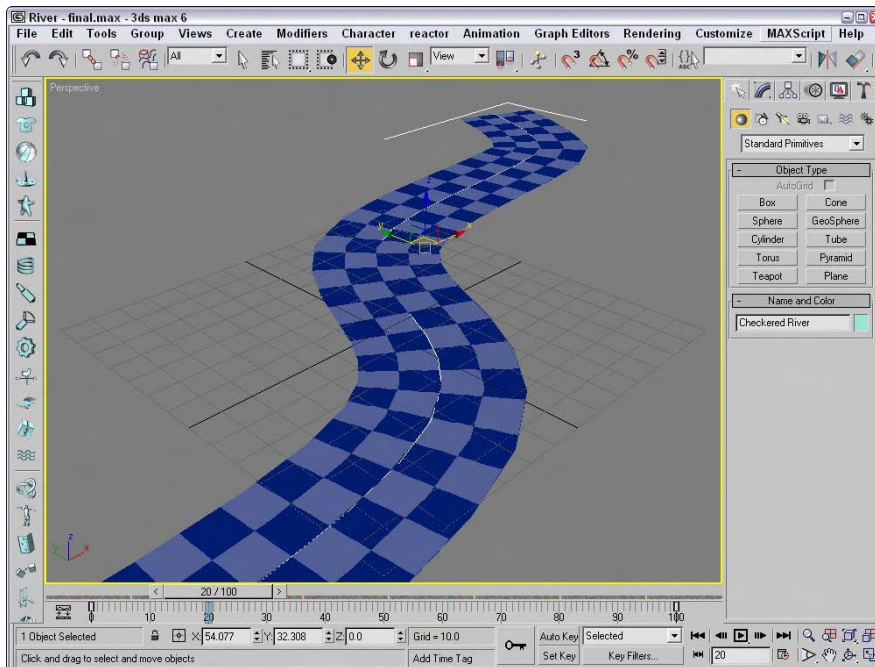 River - final.max - 3ds max 6
File Edit Tools Group Views Create Modifiers Character reactor Animation Graph Editors Rendering Customize MAXScript Help
All View 3 % ABC
Perspective
z
y x
z
y x
Standard Primitives
- Object Type
AutoGrid
Box Cone
Sphere GeoSphere
Cylinder Tube
Torus Pyramid
Teapot Plane
- Name and Color
Checkered River
< 20 / 100 >
0 10 20 30 40 50 60 70 80 90 100
1 Object Selected X: 54.077 Y: 32.308 Z: 0.0 Grid = 10.0 Auto Key Selected
Click and drag to select and move objects Add Time Tag Set Key Key Filters... 20